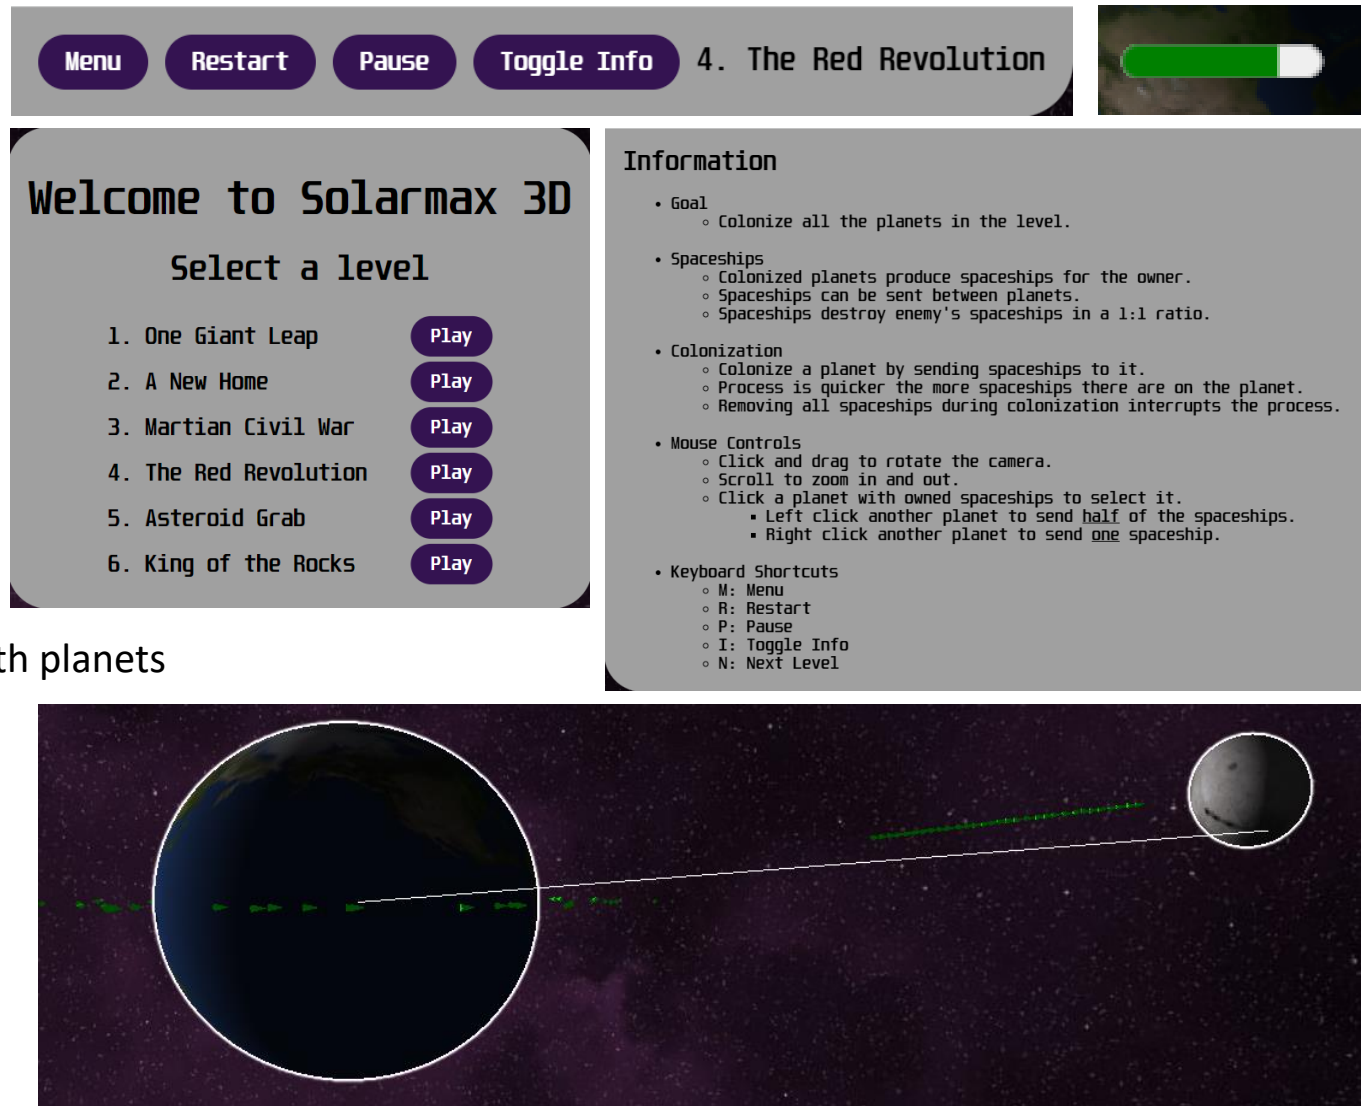 Menu Restart Pause Toggle Info 4. The Red Revolution
Welcome to Solarmax 3D
Select a level
1. One Giant Leap Play
2. A New Home Play
3. Martian Civil War Play
4. The Red Revolution Play
5. Asteroid Grab Play
6. King of the Rocks Play
Information
• Goal
◦ Colonize all the planets in the level.
• Spaceships
◦ Colonized planets produce spaceships for the owner.
◦ Spaceships can be sent between planets.
◦ Spaceships destroy enemy's spaceships in a 1:1 ratio.
• Colonization
◦ Colonize a planet by sending spaceships to it.
◦ Process is quicker the more spaceships there are on the planet.
◦ Removing all spaceships during colonization interrupts the process.
• Mouse Controls
◦ Click and drag to rotate the camera.
◦ Scroll to zoom in and out.
◦ Click a planet with owned spaceships to select it.
▪ Left click another planet to send half of the spaceships.
▪ Right click another planet to send one spaceship.
• Keyboard Shortcuts
◦ M: Menu
◦ R: Restart
◦ P: Pause
◦ I: Toggle Info
◦ N: Next Level
th planets